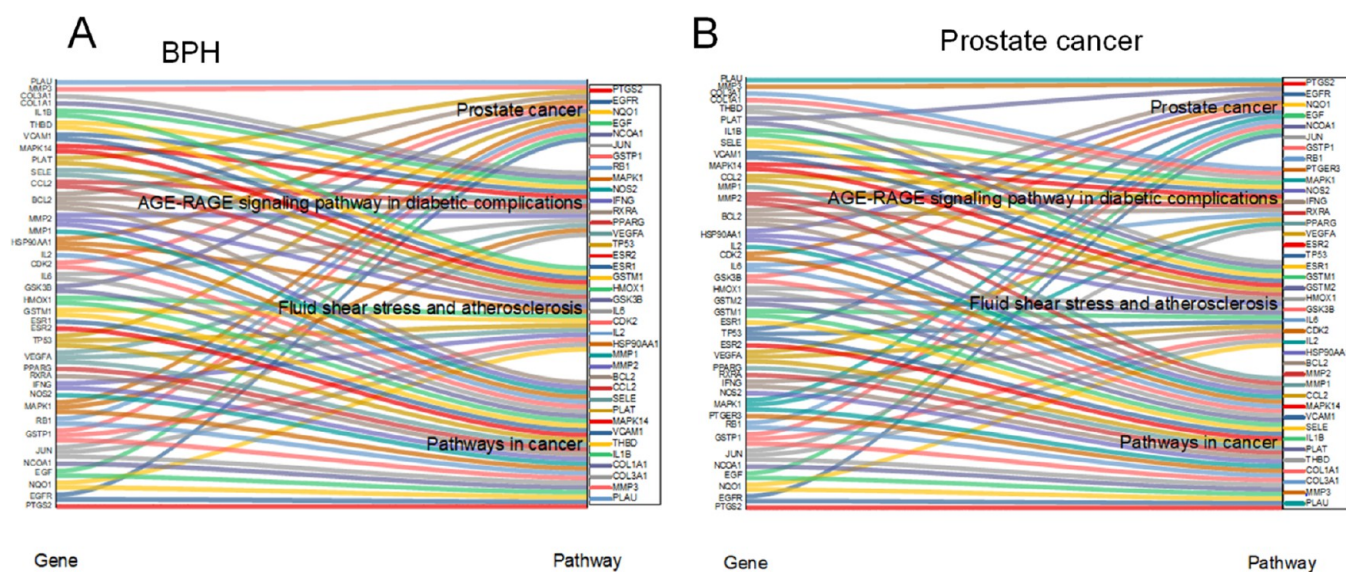 A
BPH
PLAU
MMP3
COL3A1
COL1A1
IL1B
THBD
VCAM1
MAPK14
PLAT
SELE
CCL2
BCL2
MMP2
MMP1
HSP90AA1
IL2
CDK2
IL6
GSK3B
HMOX1
GSTM1
ESR1
ESR2
TP53
VEGFA
PPARG
RXRA
IFNG
NOS2
MAPK1
RB1
GSTP1
JUN
NCOA1
EGF
NQO1
EGFR
PTGS2
Prostate cancer
AGE-RAGE signaling pathway in diabetic complications
Fluid shear stress and atherosclerosis
Pathways in cancer
PTGS2
EGFR
NQO1
EGF
NCOA1
JUN
GSTP1
RB1
MAPK1
NOS2
IFNG
RXRA
PPARG
VEGFA
TP53
ESR2
ESR1
GSTM1
HMOX1
GSK3B
IL6
CDK2
IL2
HSP90AA1
MMP1
MMP2
BCL2
CCL2
SELE
PLAT
MAPK14
VCAM1
THBD
IL1B
COL1A1
COL3A1
MMP3
PLAU
Gene
Pathway
B
Prostate cancer
PLAU
MMP3
COL3A1
COL1A1
THBD
PLAT
IL1B
SELE
VCAM1
MAPK14
CCL2
MMP1
MMP2
BCL2
HSP90AA1
IL2
CDK2
IL6
GSK3B
HMOX1
GSTM2
GSTM1
ESR1
TP53
ESR2
VEGFA
PPARG
RXRA
IFNG
NOS2
MAPK1
PTGER3
RB1
GSTP1
JUN
NCOA1
EGF
NQO1
EGFR
PTGS2
Prostate cancer
AGE-RAGE signaling pathway in diabetic complications
Fluid shear stress and atherosclerosis
Pathways in cancer
PTGS2
EGFR
NQO1
EGF
NCOA1
JUN
GSTP1
RB1
PTGER3
MAPK1
NOS2
IFNG
RXRA
PPARG
VEGFA
ESR2
TP53
ESR1
GSTM1
GSTM2
HMOX1
GSK3B
IL6
CDK2
IL2
HSP90AA
BCL2
MMP2
MMP1
CCL2
MAPK14
VCAM1
SELE
IL1B
PLAT
THBD
COL1A1
COL3A1
MMP3
PLAU
Gene
Pathway